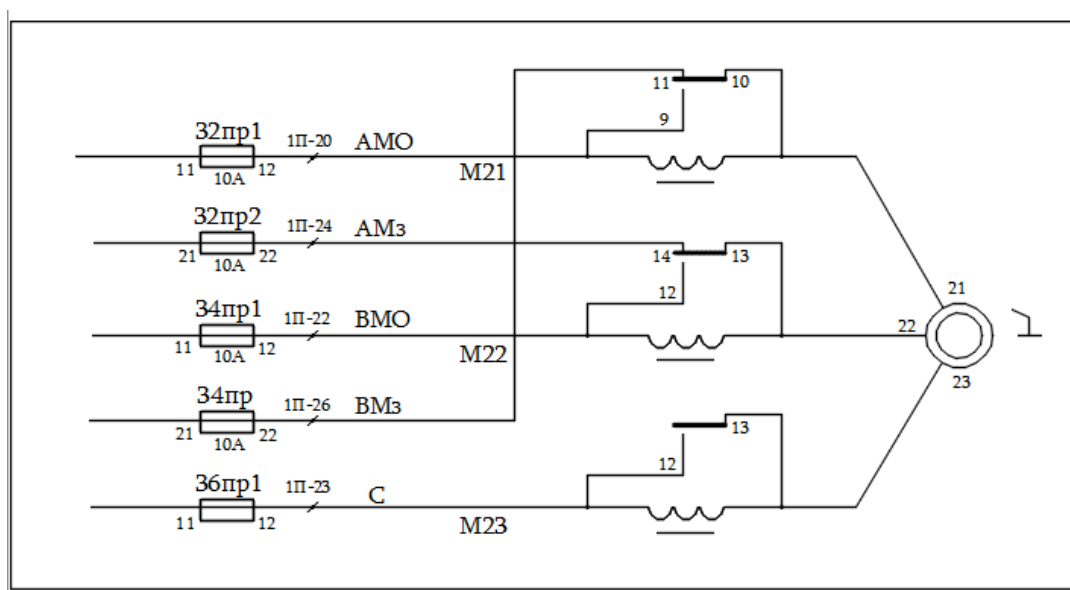 11 10
9
32пр1 1П-20 АМО
11 12
10А
М21
32пр2 1П-24 АМз
21 22
10А
14 13
12
34пр1 1П-22 ВМО
11 12
10А
М22
21
22
23
34пр 1П-26 ВМз
21 22
10А
13
12
36пр1 1П-23 С
11 12
10А
М23